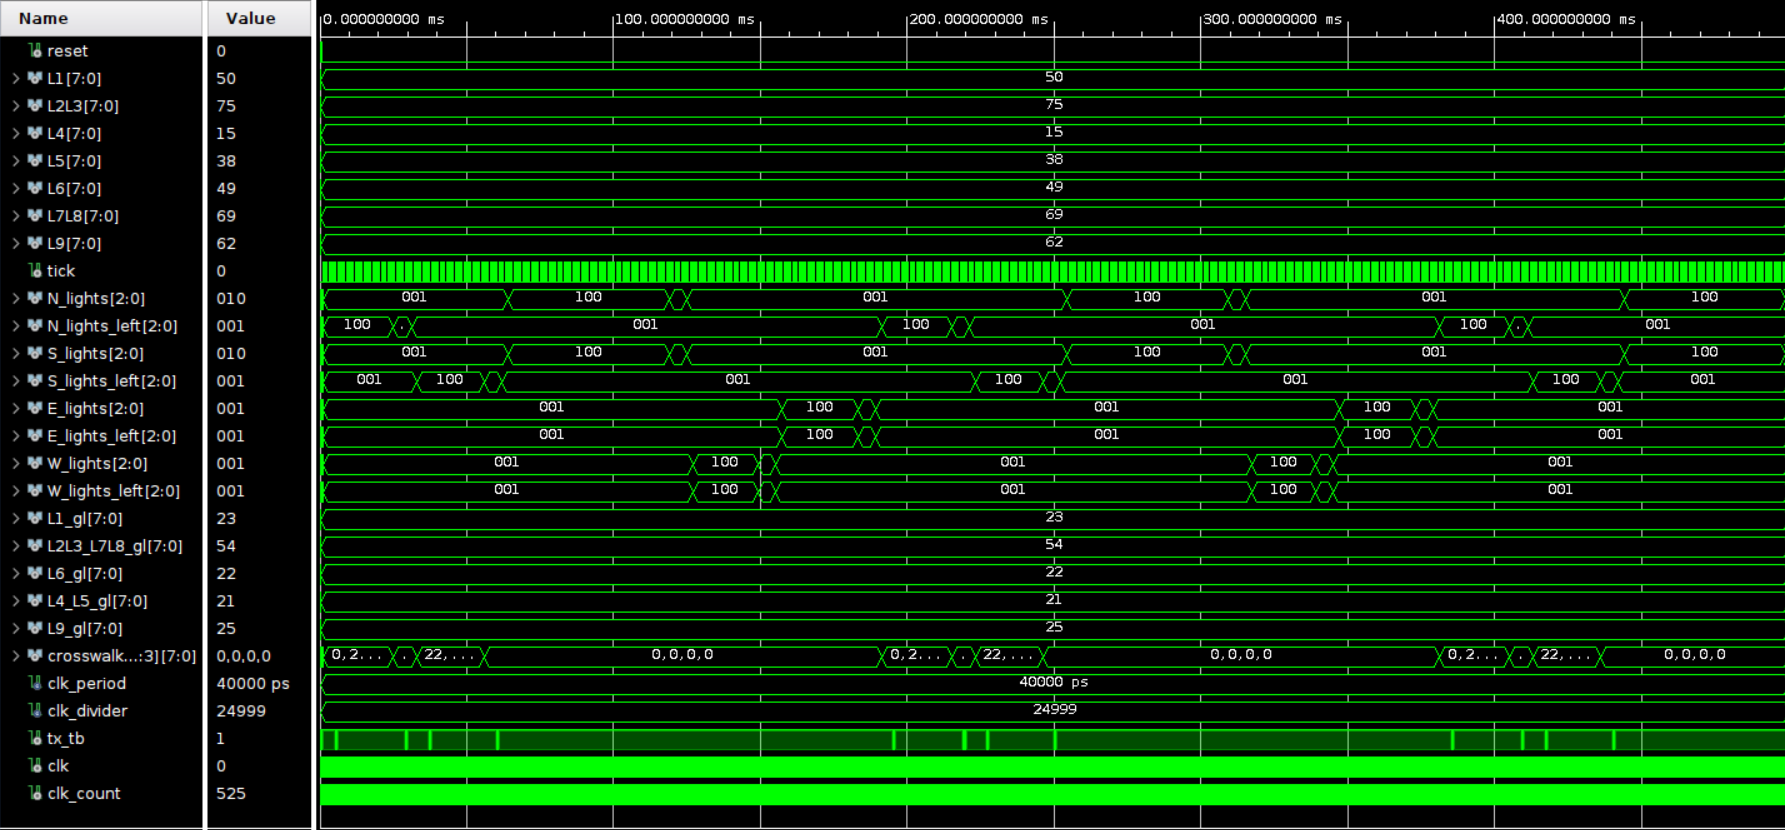 Name Value 0.000000000 ms 100.000000000 ms 200.000000000 ms 300.000000000 ms 400.000000000 ms
reset 0
L1[7:0] 50 50
L2L3[7:0] 75 75
L4[7:0] 15 15
L5[7:0] 38 38
L6[7:0] 49 49
L7L8[7:0] 69 69
L9[7:0] 62 62
tick 0
N_lights[2:0] 010 001 100 001 100 001 100
N_lights_left[2:0] 001 100 . 001 100 001 100 . 001
S_lights[2:0] 010 001 100 001 100 001 100
S_lights_left[2:0] 001 001 100 001 100 001 100 001
E_lights[2:0] 001 001 100 001 100 001
E_lights_left[2:0] 001 001 100 001 100 001
W_lights[2:0] 001 001 100 001 100 001
W_lights_left[2:0] 001 001 100 001 100 001
L1_gl[7:0] 23 23
L2L3_L7L8_gl[7:0] 54 54
L6_gl[7:0] 22 22
L4_L5_gl[7:0] 21 21
L9_gl[7:0] 25 25
crosswalk...:3][7:0] 0,0,0,0 0,2... . 22,... 0,0,0,0 0,2... . 22,... 0,0,0,0 0,2... . 22,... 0,0,0,0
clk_period 40000 ps 40000 ps
clk_divider 24999 24999
tx_tb 1
clk 0
clk_count 525